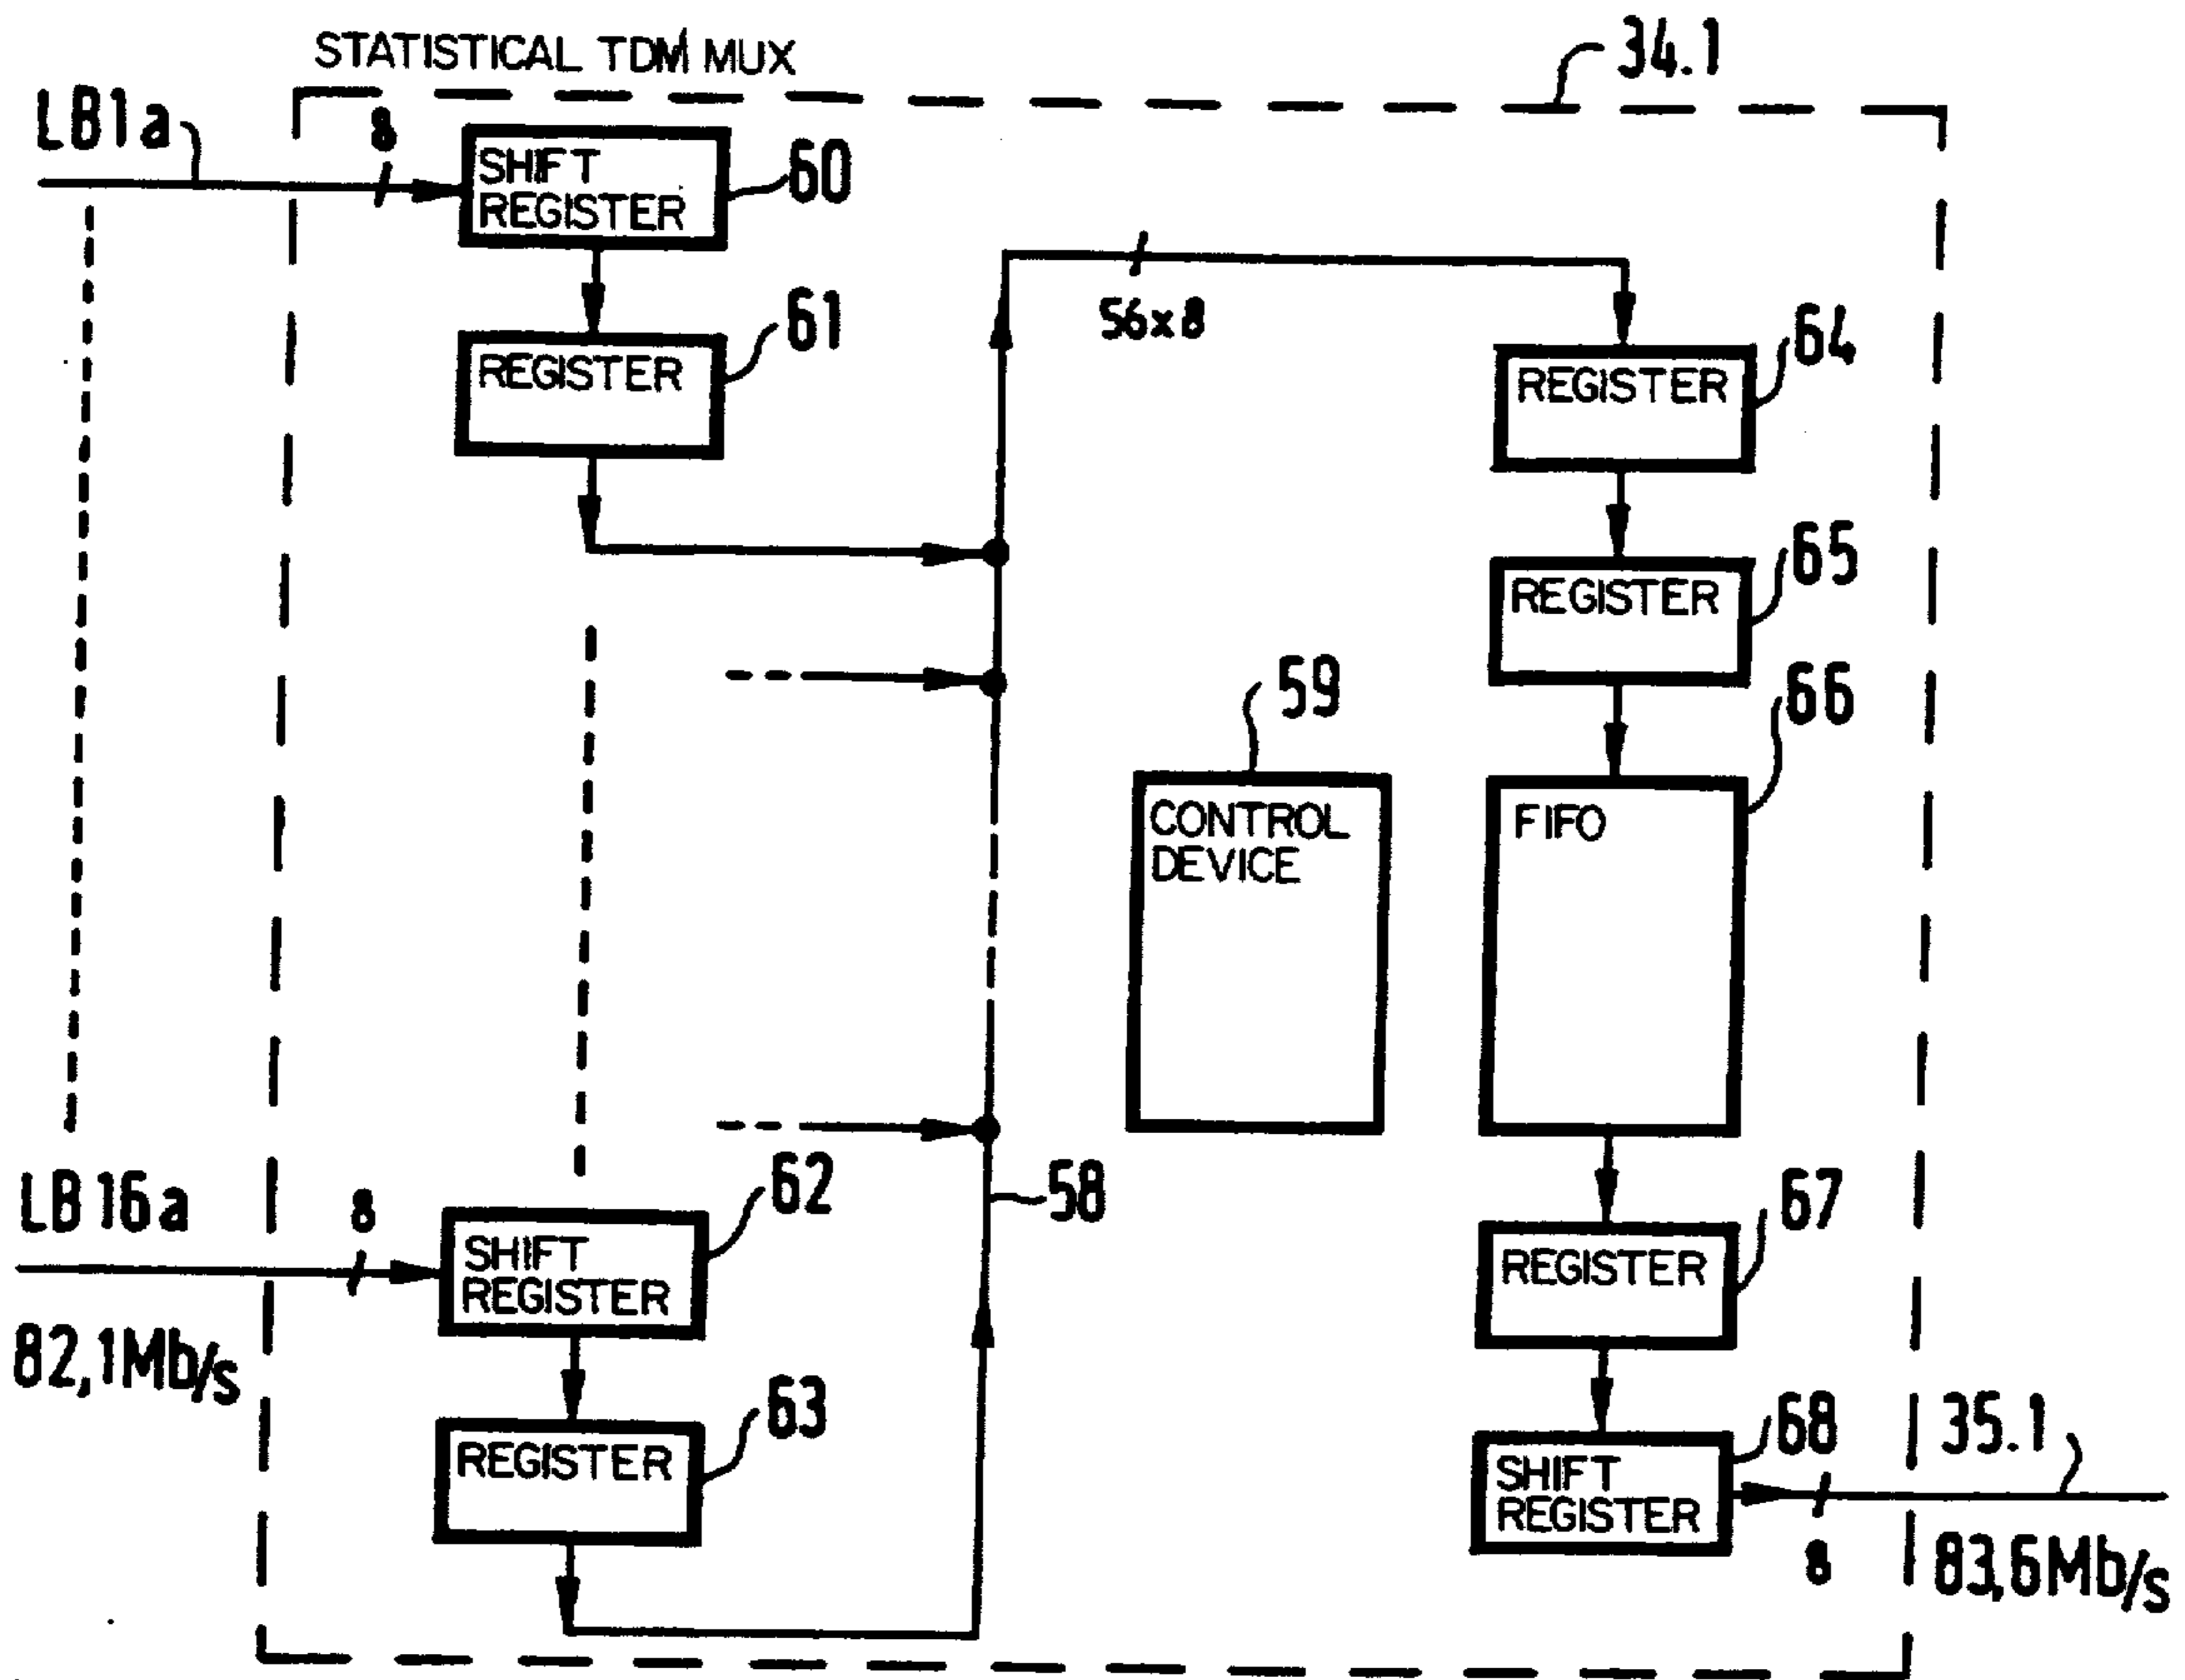 STATISTICAL TDM MUX
34.1
LB1a
8
SHIFT
REGISTER
60
56x8
REGISTER
61
REGISTER
64
REGISTER
65
59
66
CONTROL
DEVICE
FIFO
LB16a
8
SHIFT
REGISTER
62
58
REGISTER
67
82,1Mb/s
REGISTER
63
SHIFT
REGISTER
68
35.1
8
83,6Mb/s